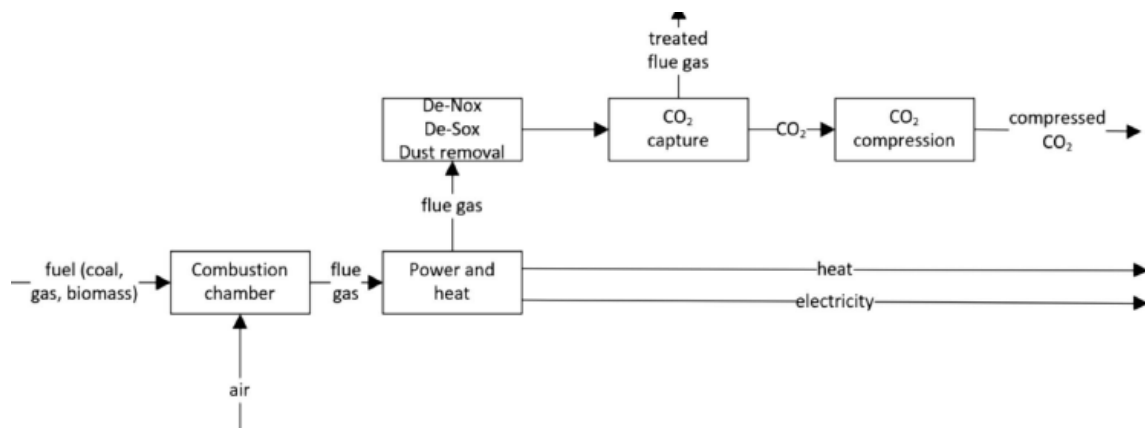 treated
flue gas
De-Nox
De-Sox
Dust removal
CO₂
capture
CO₂
CO₂
compression
compressed
CO₂
flue gas
fuel (coal,
gas, biomass)
Combustion
chamber
flue
gas
Power and
heat
heat
electricity
air